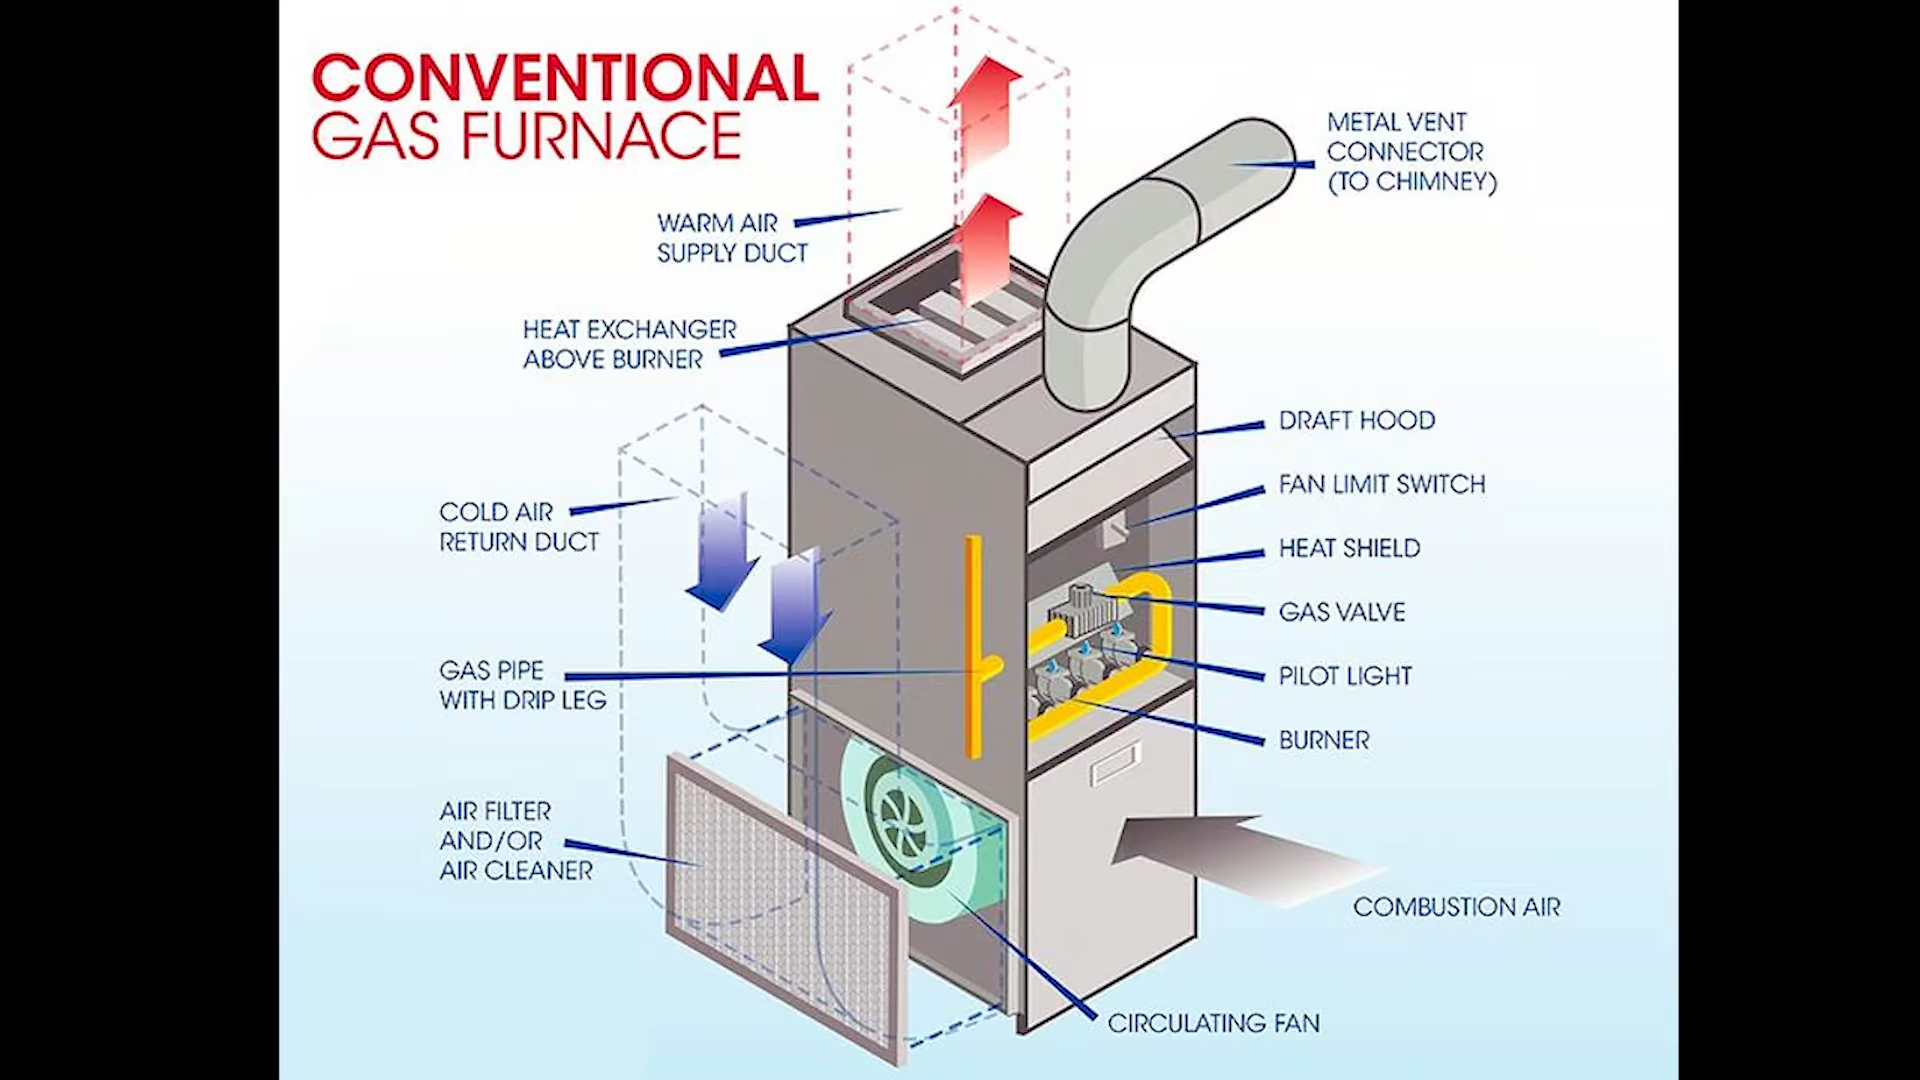 CONVENTIONAL
GAS FURNACE
METAL VENT
CONNECTOR
(TO CHIMNEY)
WARM AIR
SUPPLY DUCT
HEAT EXCHANGER
ABOVE BURNER
DRAFT HOOD
FAN LIMIT SWITCH
COLD AIR
RETURN DUCT
HEAT SHIELD
GAS VALVE
GAS PIPE
WITH DRIP LEG
PILOT LIGHT
BURNER
AIR FILTER
AND/OR
AIR CLEANER
COMBUSTION AIR
CIRCULATING FAN